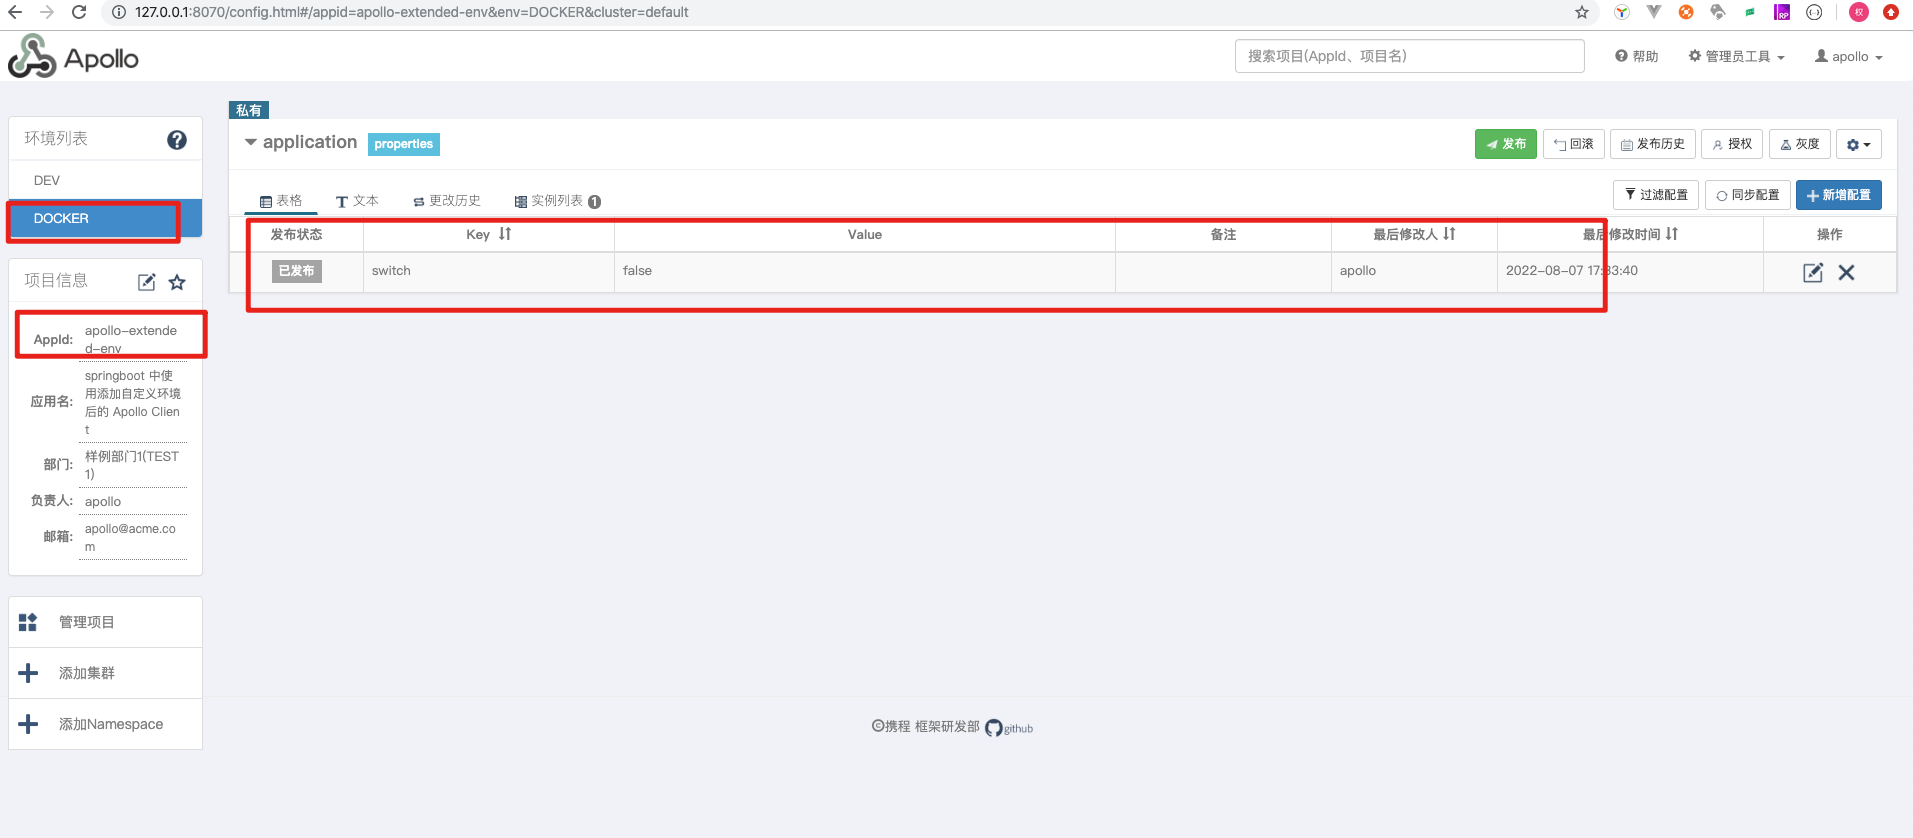 127.0.0.1:8070/config.html#/appid=apollo-extended-env&env=DOCKER&cluster=default
RP
权
Apollo
搜索项目(AppId、项目名)
帮助
管理员工具
apollo
环境列表
DEV
DOCKER
项目信息
AppId:
apollo-extende
d-env
应用名:
springboot 中使
用添加自定义环境
后的 Apollo Clien
t
部门:
样例部门1(TEST
1)
负责人:
apollo
邮箱:
apollo@acme.co
m
管理项目
添加集群
添加Namespace
私有
application
properties
发布
回滚
发布历史
授权
灰度
表格
文本
更改历史
实例列表 1
过滤配置
同步配置
新增配置
发布状态 Key Value 备注 最后修改人 最后修改时间 操作
已发布 switch false apollo 2022-08-07 17:33:40
©携程 框架研发部 github